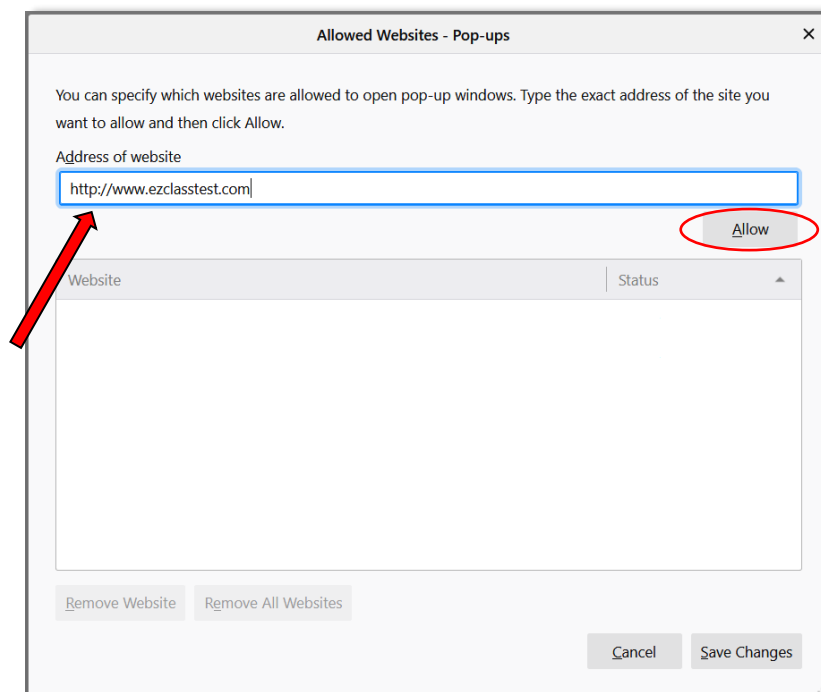 Allowed Websites - Pop-ups
You can specify which websites are allowed to open pop-up windows. Type the exact address of the site you
want to allow and then click Allow.
Address of website
http://www.ezclasstest.com
Allow
Website Status
Remove Website Remove All Websites
Cancel Save Changes